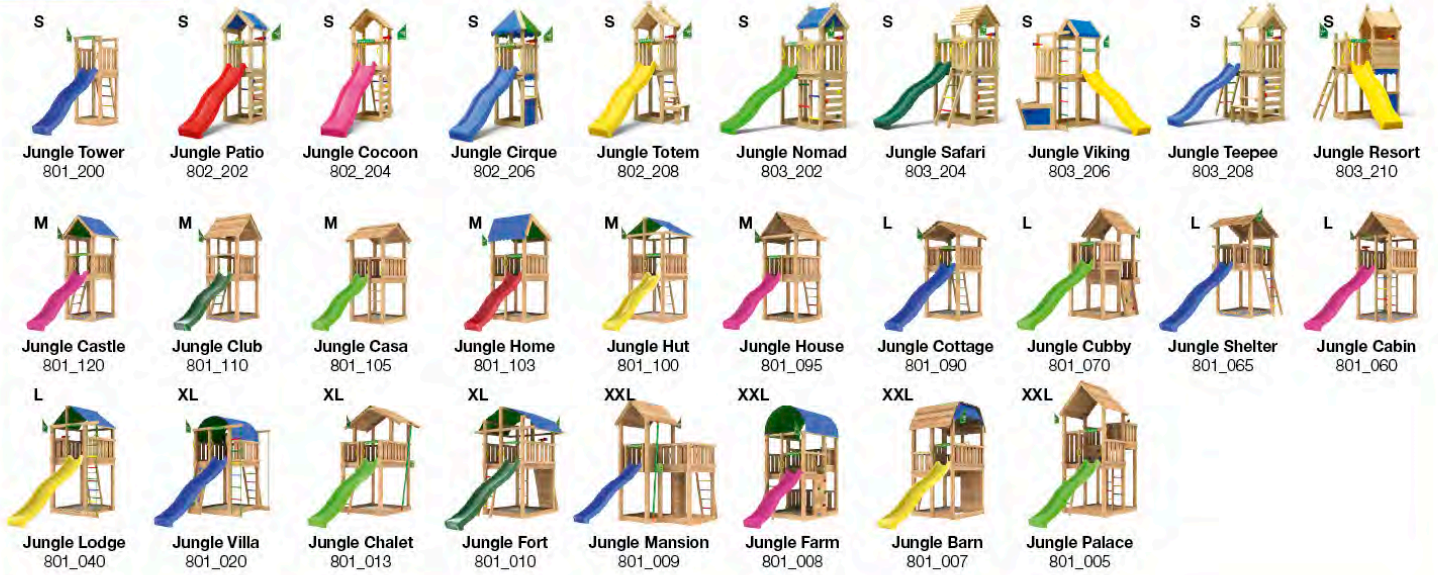 S S S S S S S S S S
Jungle Tower Jungle Patio Jungle Cocoon Jungle Cirque Jungle Totem Jungle Nomad Jungle Safari Jungle Viking Jungle Teepee Jungle Resort
801_200 802_202 802_204 802_206 802_208 803_202 803_204 803_206 803_208 803_210
M M M M M M L L L L
Jungle Castle Jungle Club Jungle Casa Jungle Home Jungle Hut Jungle House Jungle Cottage Jungle Cubby Jungle Shelter Jungle Cabin
801_120 801_110 801_105 801_103 801_100 801_095 801_090 801_070 801_065 801_060
L XL XL XL XXL XXL XXL XXL
Jungle Lodge Jungle Villa Jungle Chalet Jungle Fort Jungle Mansion Jungle Farm Jungle Barn Jungle Palace
801_040 801_020 801_013 801_010 801_009 801_008 801_007 801_005